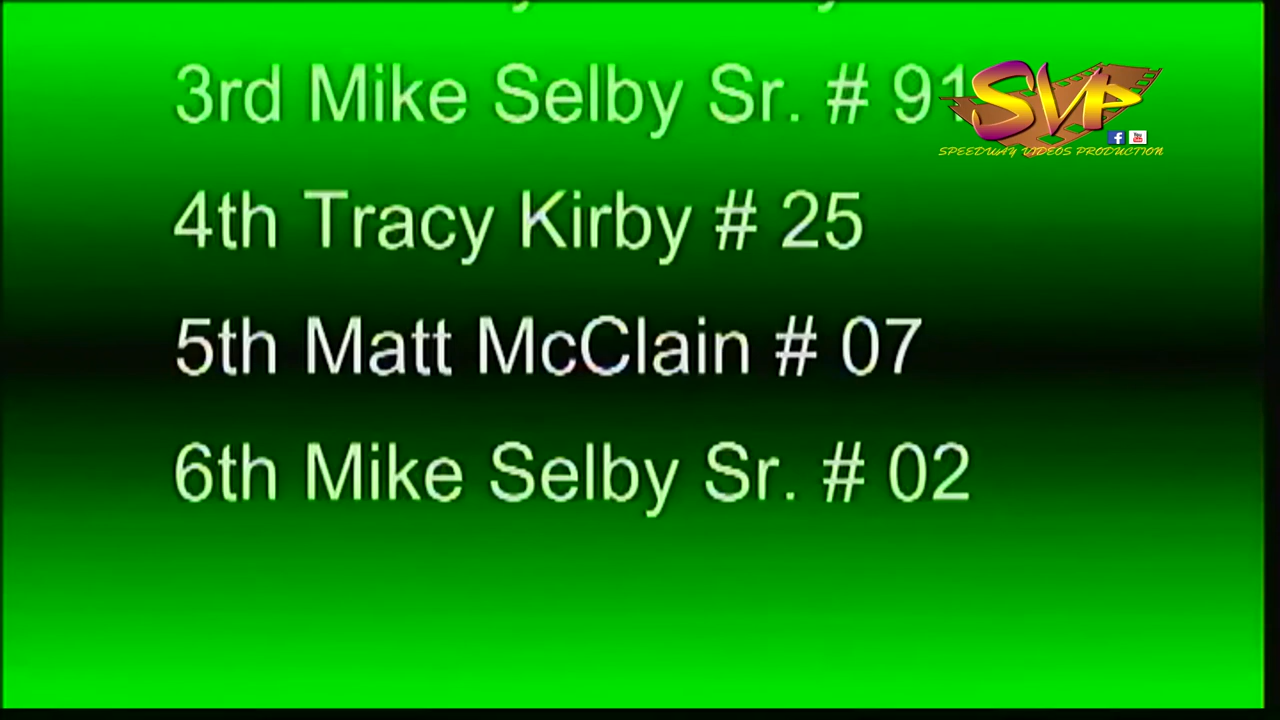 3rd Mike Selby Sr. # 91
SVP
SPEEDWAY VIDEOS PRODUCTION
4th Tracy Kirby # 25
5th Matt McClain # 07
6th Mike Selby Sr. # 02